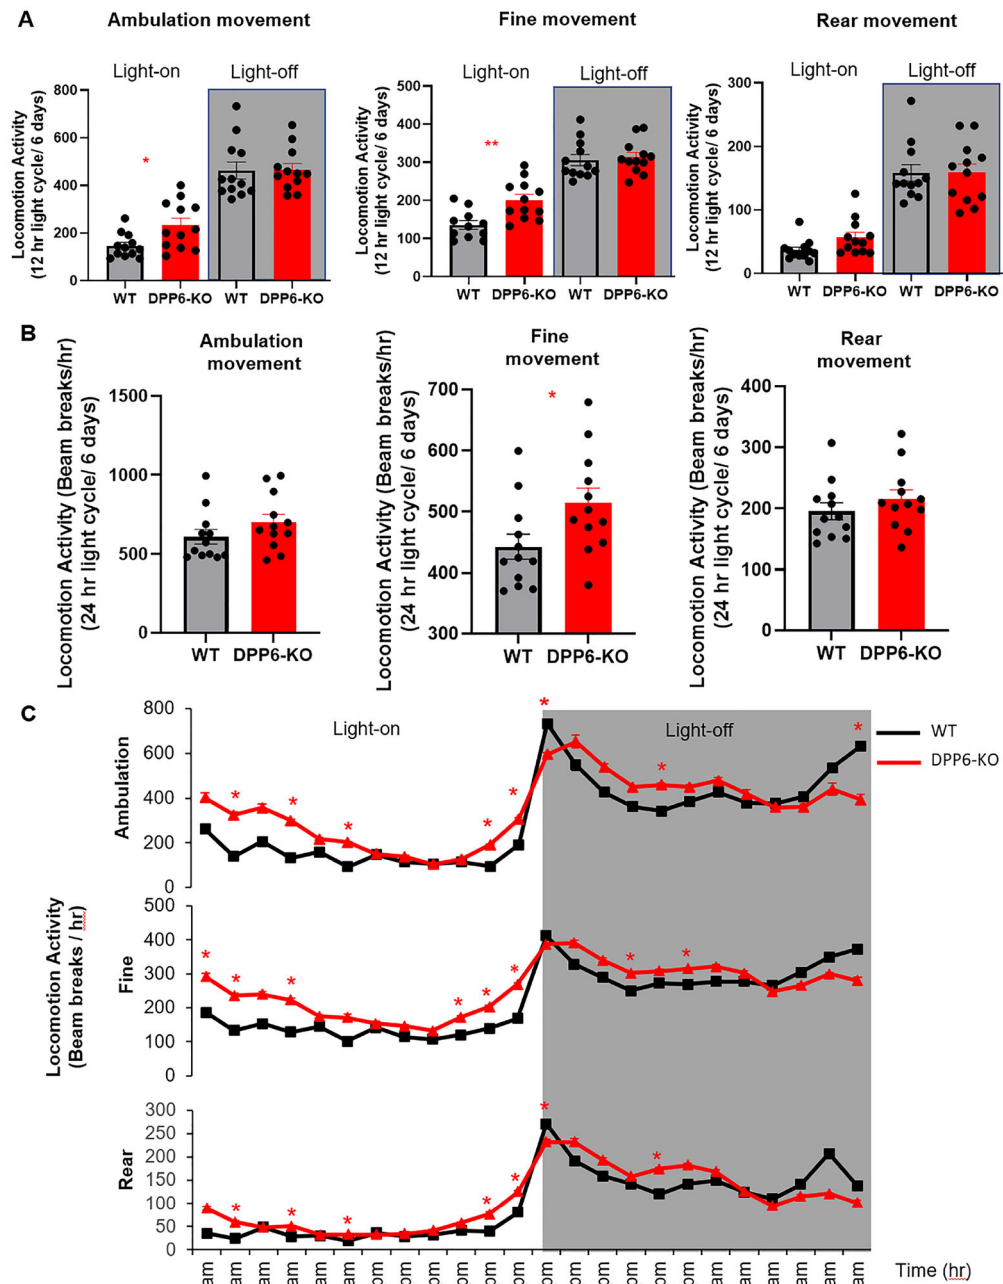 A
Ambulation movement
Fine movement
Rear movement
Light-on
Light-off
Light-on
Light-off
Light-on
Light-off
Locomotion Activity
(12 hr light cycle/ 6 days)
800
600
400
200
0
*
WT
DPP6-KO
WT
DPP6-KO
Locomotion Activity
(12 hr light cycle/ 6 days)
500
400
300
200
100
0
**
WT
DPP6-KO
WT
DPP6-KO
Locomotion Activity
(12 hr light cycle/ 6 days)
300
200
100
0
WT
DPP6-KO
WT
DPP6-KO
B
Ambulation
movement
Fine
movement
Rear
movement
Locomotion Activity (Beam breaks/hr)
(24 hr light cycle/ 6 days)
1500
1000
500
0
WT
DPP6-KO
Locomotion Activity (Beam breaks/hr)
(24 hr light cycle/ 6 days)
700
600
500
400
300
*
WT
DPP6-KO
Locomotion Activity (Beam breaks/hr)
(24 hr light cycle/ 6 days)
400
300
200
100
0
WT
DPP6-KO
C
Light-on
Light-off
WT
DPP6-KO
Locomotion Activity
(Beam breaks / hr)
Ambulation
800
600
400
200
0
* * * * * * * *
Fine
500
400
300
200
100
0
* * * * * * * *
Rear
300
250
200
150
100
50
0
* * * * * * *
Time (hr)